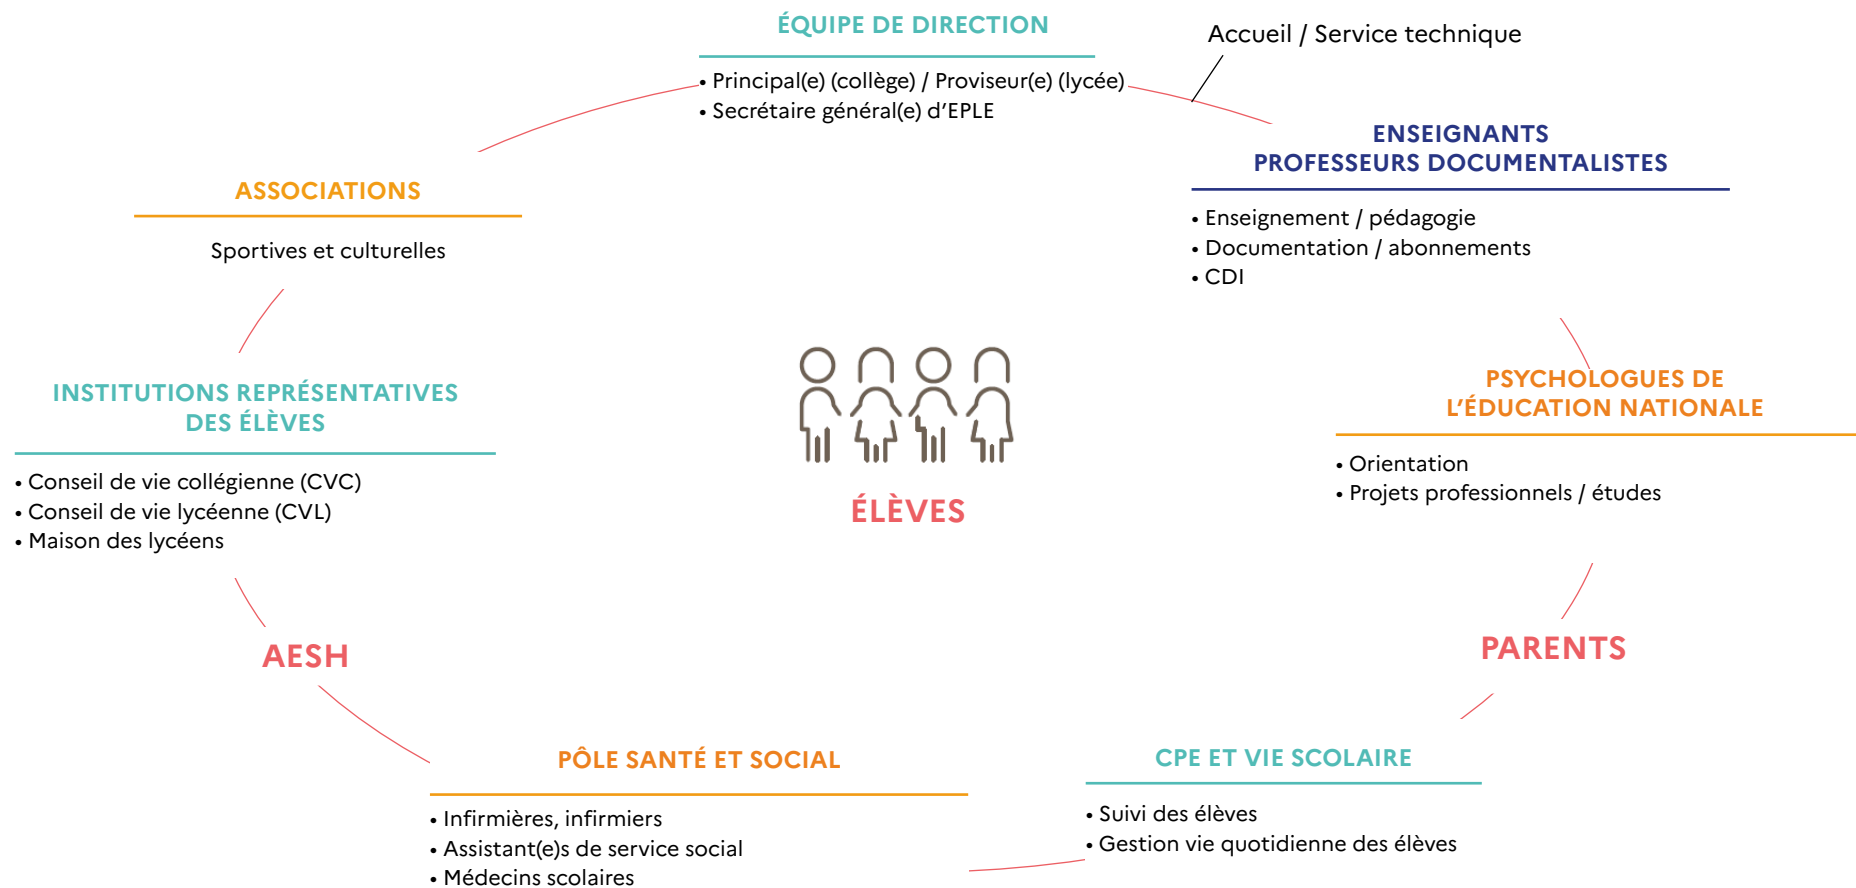 ÉQUIPE DE DIRECTION
• Principal(e) (collège) / Proviseur(e) (lycée)
• Secrétaire général(e) d’EPLE
Accueil / Service technique
ENSEIGNANTS
PROFESSEURS DOCUMENTALISTES
• Enseignement / pédagogie
• Documentation / abonnements
• CDI
ASSOCIATIONS
Sportives et culturelles
INSTITUTIONS REPRÉSENTATIVES
DES ÉLÈVES
• Conseil de vie collégienne (CVC)
• Conseil de vie lycéenne (CVL)
• Maison des lycéens
ÉLÈVES
PSYCHOLOGUES DE
L’ÉDUCATION NATIONALE
• Orientation
• Projets professionnels / études
AESH
PARENTS
PÔLE SANTÉ ET SOCIAL
• Infirmières, infirmiers
• Assistant(e)s de service social
• Médecins scolaires
CPE ET VIE SCOLAIRE
• Suivi des élèves
• Gestion vie quotidienne des élèves